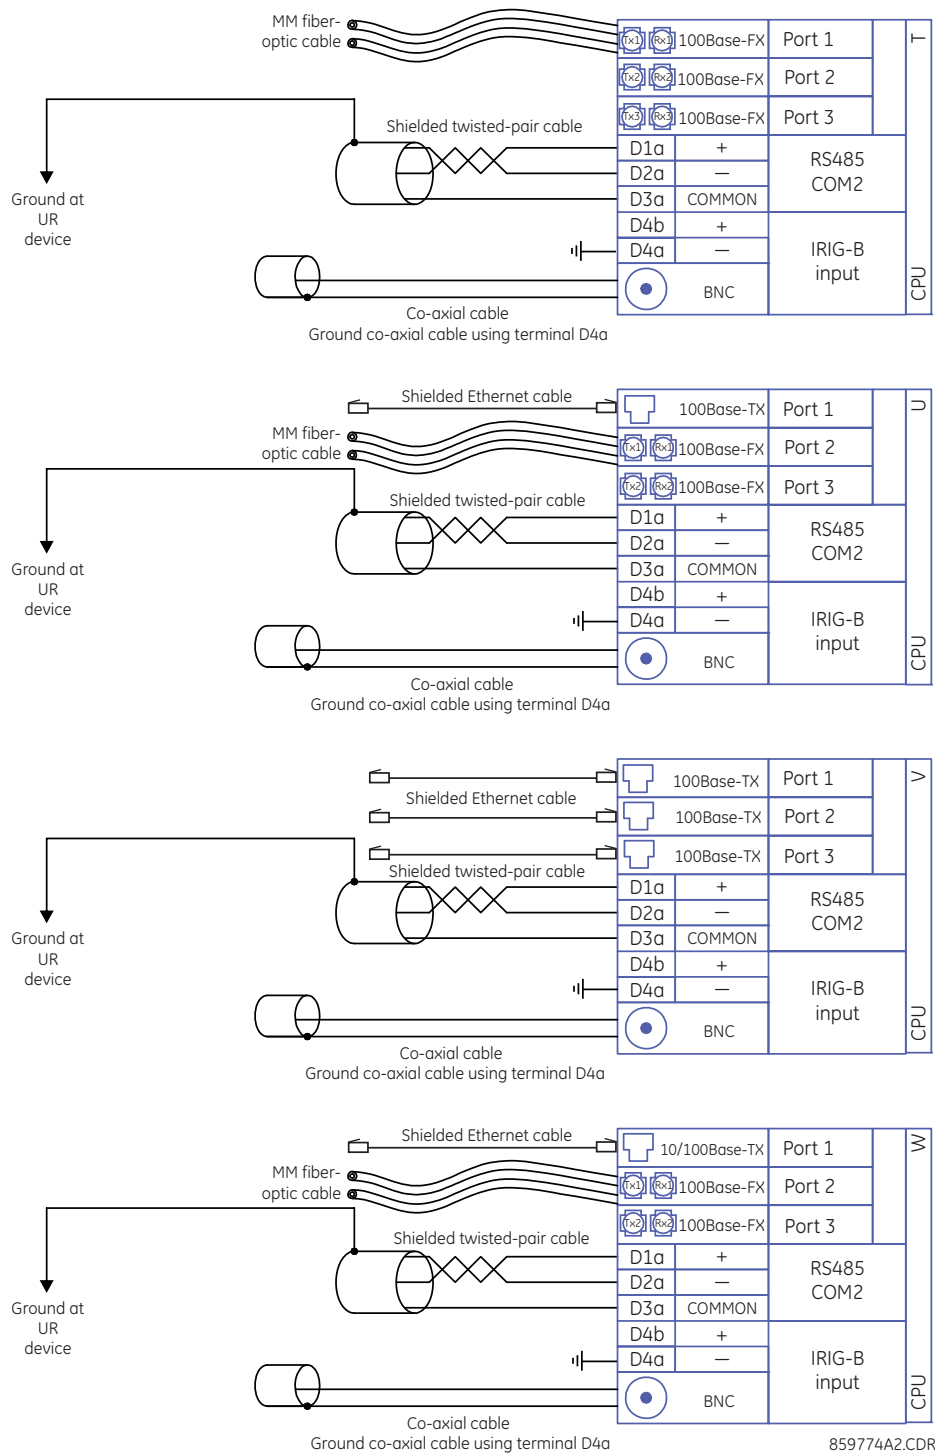 MM fiber-
optic cable
Tx1 Rx1 100Base-FX Port 1 T
Tx2 Rx2 100Base-FX Port 2
Tx3 Rx3 100Base-FX Port 3
Shielded twisted-pair cable
D1a +
D2a —
D3a COMMON
RS485
COM2
Ground at
UR
device
D4b +
D4a —
BNC
IRIG-B
input
CPU
Co-axial cable
Ground co-axial cable using terminal D4a
Shielded Ethernet cable
100Base-TX Port 1 U
MM fiber-
optic cable
Tx1 Rx1 100Base-FX Port 2
Tx2 Rx2 100Base-FX Port 3
Shielded twisted-pair cable
D1a +
D2a —
D3a COMMON
RS485
COM2
Ground at
UR
device
D4b +
D4a —
BNC
IRIG-B
input
CPU
Co-axial cable
Ground co-axial cable using terminal D4a
100Base-TX Port 1 V
Shielded Ethernet cable
100Base-TX Port 2
100Base-TX Port 3
Shielded twisted-pair cable
D1a +
D2a —
D3a COMMON
RS485
COM2
Ground at
UR
device
D4b +
D4a —
BNC
IRIG-B
input
CPU
Co-axial cable
Ground co-axial cable using terminal D4a
Shielded Ethernet cable
10/100Base-TX Port 1 W
MM fiber-
optic cable
Tx1 Rx1 100Base-FX Port 2
Tx2 Rx2 100Base-FX Port 3
Shielded twisted-pair cable
D1a +
D2a —
D3a COMMON
RS485
COM2
Ground at
UR
device
D4b +
D4a —
BNC
IRIG-B
input
CPU
Co-axial cable
Ground co-axial cable using terminal D4a
859774A2.CDR